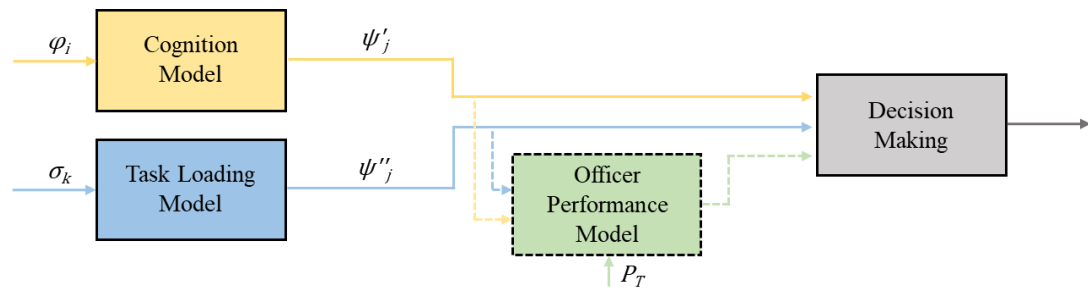 φi
Cognition
Model
ψ'j
σk
Task Loading
Model
ψ''j
Officer
Performance
Model
PT
Decision
Making